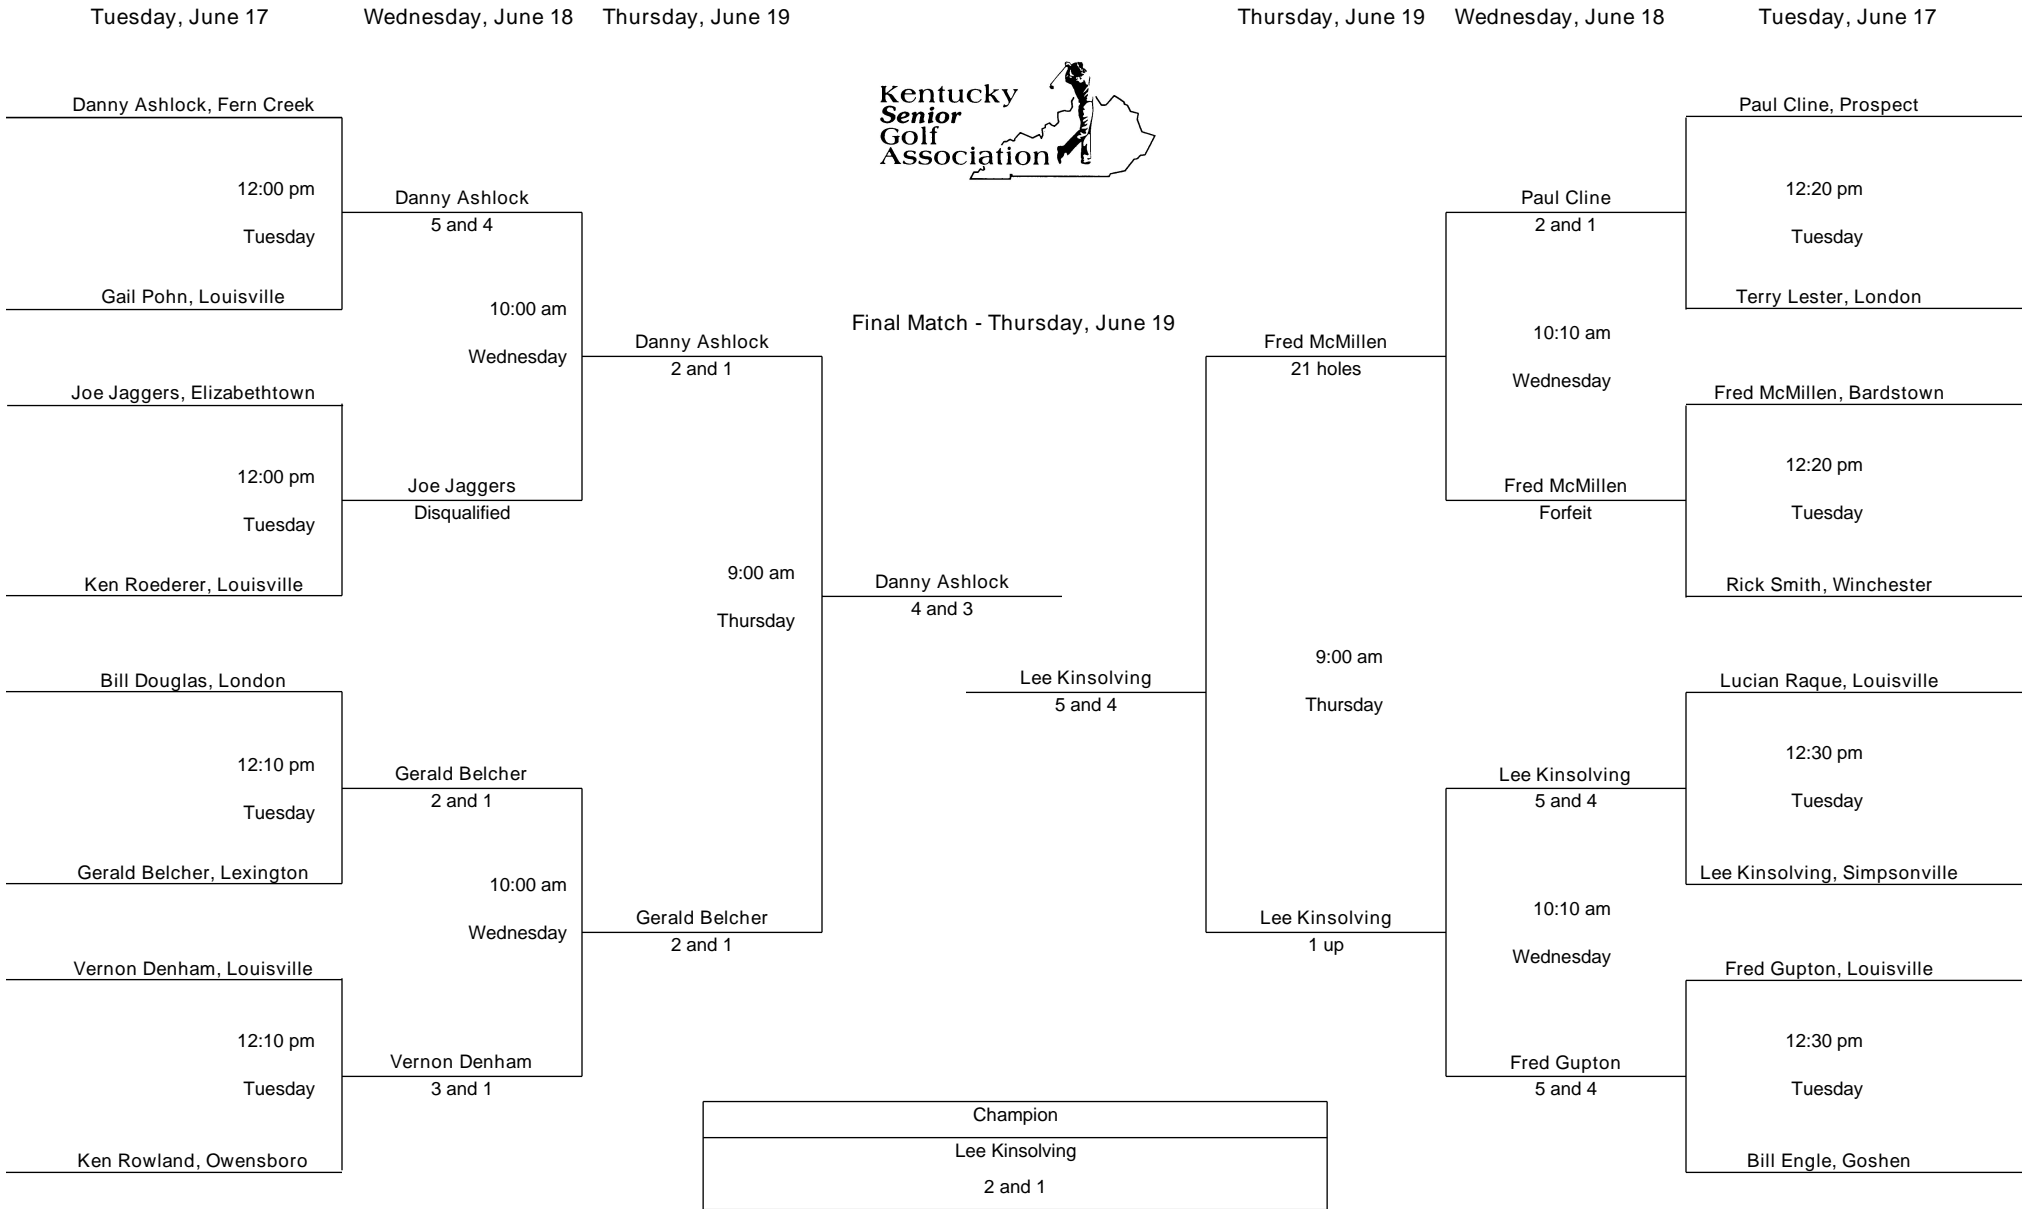 Tuesday, June 17
Wednesday, June 18
Thursday, June 19
Thursday, June 19
Wednesday, June 18
Tuesday, June 17
Kentucky
Senior
Golf
Association
Danny Ashlock, Fern Creek
12:00 pm
Tuesday
Gail Pohn, Louisville
Joe Jaggers, Elizabethtown
12:00 pm
Tuesday
Ken Roederer, Louisville
Bill Douglas, London
12:10 pm
Tuesday
Gerald Belcher, Lexington
Vernon Denham, Louisville
12:10 pm
Tuesday
Ken Rowland, Owensboro
Danny Ashlock
5 and 4
10:00 am
Wednesday
Joe Jaggers
Disqualified
Gerald Belcher
2 and 1
10:00 am
Wednesday
Vernon Denham
3 and 1
Danny Ashlock
2 and 1
9:00 am
Thursday
Gerald Belcher
2 and 1
Final Match - Thursday, June 19
Danny Ashlock
4 and 3
Lee Kinsolving
5 and 4
Fred McMillen
21 holes
9:00 am
Thursday
Lee Kinsolving
1 up
Paul Cline
2 and 1
10:10 am
Wednesday
Fred McMillen
Forfeit
Lee Kinsolving
5 and 4
10:10 am
Wednesday
Fred Gupton
5 and 4
Paul Cline, Prospect
12:20 pm
Tuesday
Terry Lester, London
Fred McMillen, Bardstown
12:20 pm
Tuesday
Rick Smith, Winchester
Lucian Raque, Louisville
12:30 pm
Tuesday
Lee Kinsolving, Simpsonville
Fred Gupton, Louisville
12:30 pm
Tuesday
Bill Engle, Goshen
Champion
Lee Kinsolving
2 and 1